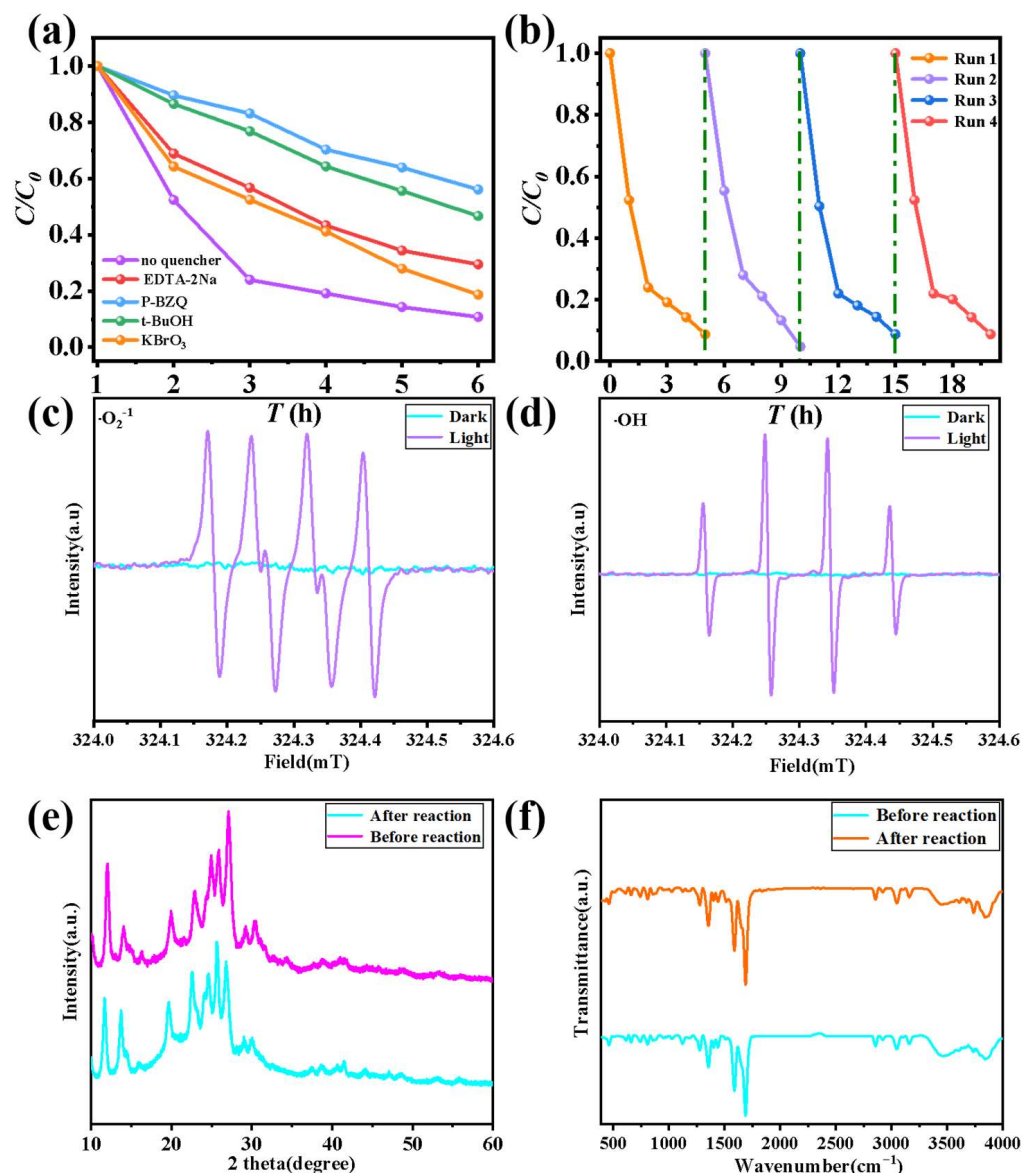 (a)
C/C0
1.0
0.8
0.6
0.4
0.2
0.0
no quencher
EDTA-2Na
P-BZQ
t-BuOH
KBrO3
1 2 3 4 5 6
T (h)
(b)
C/C0
1.0
0.8
0.6
0.4
0.2
0.0
Run 1
Run 2
Run 3
Run 4
0 3 6 9 12 15 18
T (h)
(c)
·O2⁻¹
Dark
Light
Intensity(a.u)
324.0 324.1 324.2 324.3 324.4 324.5 324.6
Field(mT)
(d)
·OH
Dark
Light
Intensity(a.u)
324.0 324.1 324.2 324.3 324.4 324.5 324.6
Field(mT)
(e)
After reaction
Before reaction
Intensity(a.u.)
10 20 30 40 50 60
2 theta(degree)
(f)
Before reaction
After reaction
Transmittance(a.u.)
500 1000 1500 2000 2500 3000 3500 4000
Wavenumber(cm⁻¹)